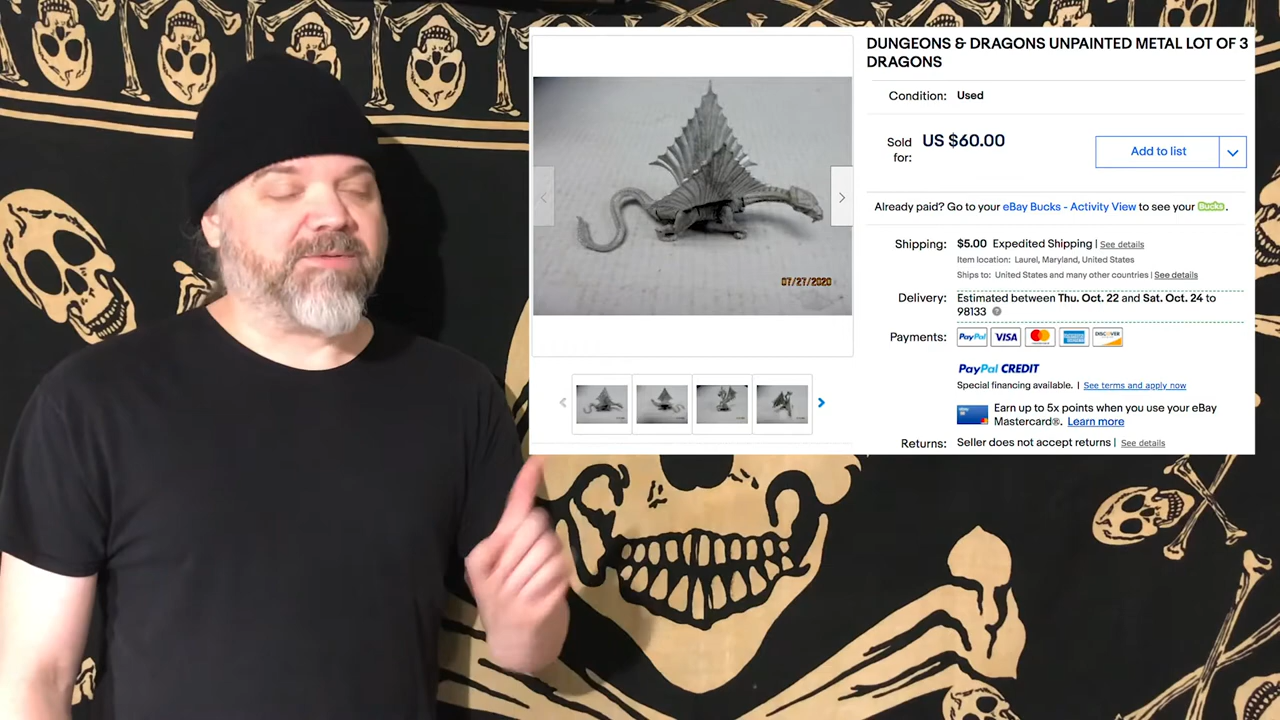 DUNGEONS & DRAGONS UNPAINTED METAL LOT OF 3
DRAGONS
Condition: Used
Sold for: US $60.00
Add to list
Already paid? Go to your eBay Bucks - Activity View to see your Bucks.
Shipping: $5.00 Expedited Shipping | See details
Item location: Laurel, Maryland, United States
Ships to: United States and many other countries | See details
Delivery: Estimated between Thu. Oct. 22 and Sat. Oct. 24 to
98133 ?
Payments: PayPal VISA MasterCard DISCOVER
PayPal CREDIT
Special financing available. | See terms and apply now
Earn up to 5x points when you use your eBay
Mastercard®. Learn more
Returns: Seller does not accept returns | See details
07/27/2020